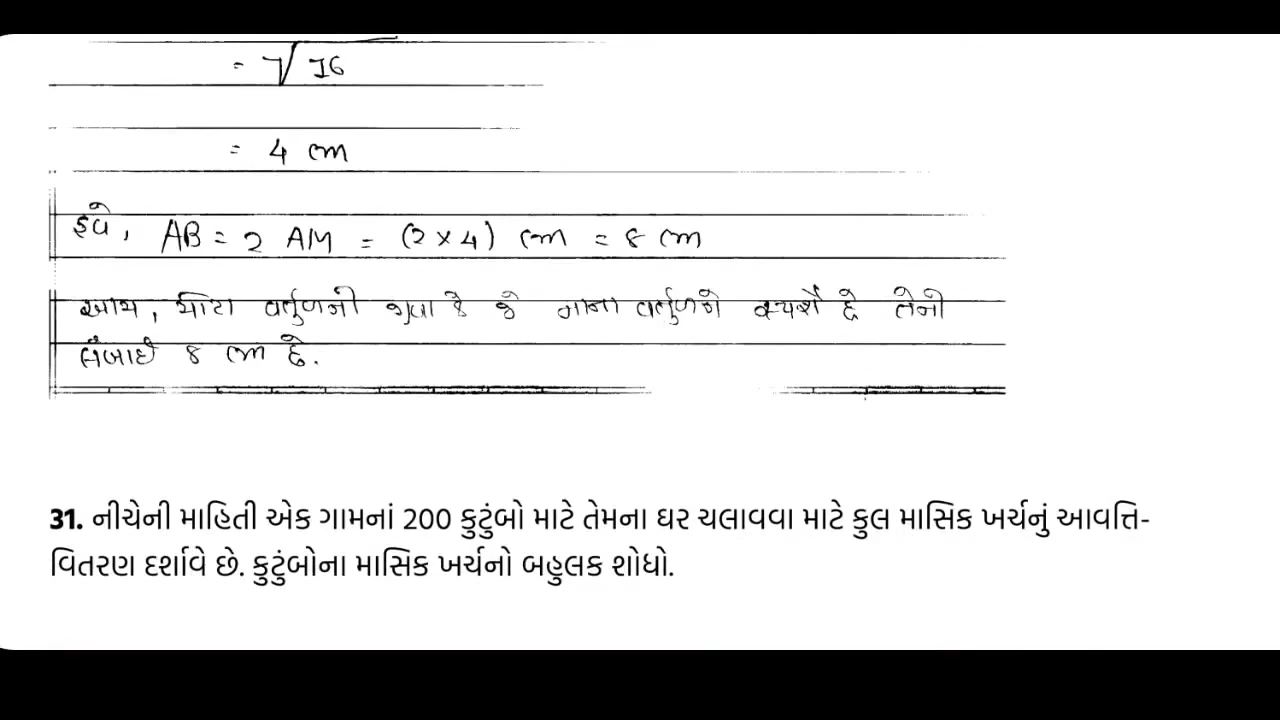 = √16
= 4 cm
હવે, AB = 2 AM = (2 × 4) cm = 8 cm
આમ, મોટા વર્તુળની જીવા કે જે નાના વર્તુળને સ્પર્શે છે તેની
લંબાઈ 8 cm છે.
31. નીચેની માહિતી એક ગામનાં 200 કુટુંબો માટે તેમના ઘર ચલાવવા માટે કુલ માસિક ખર્ચનું આવૃત્તિ-
વિતરણ દર્શાવે છે. કુટુંબોના માસિક ખર્ચનો બહુલક શોધો.